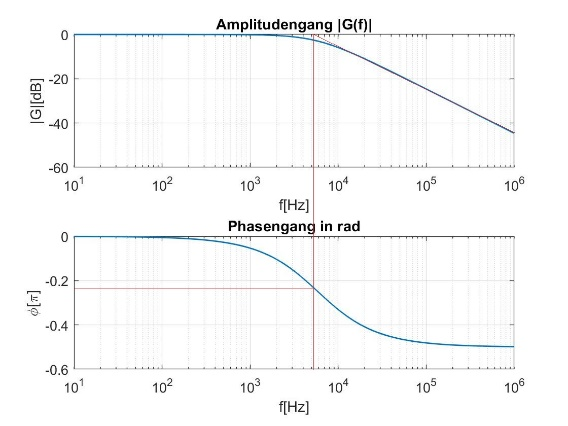 Amplitudengang |G(f)|
|G|[dB]
0
-20
-40
-60
10^1 10^2 10^3 10^4 10^5 10^6
f[Hz]
Phasengang in rad
ϕ[π]
0
-0.2
-0.4
-0.6
10^1 10^2 10^3 10^4 10^5 10^6
f[Hz]